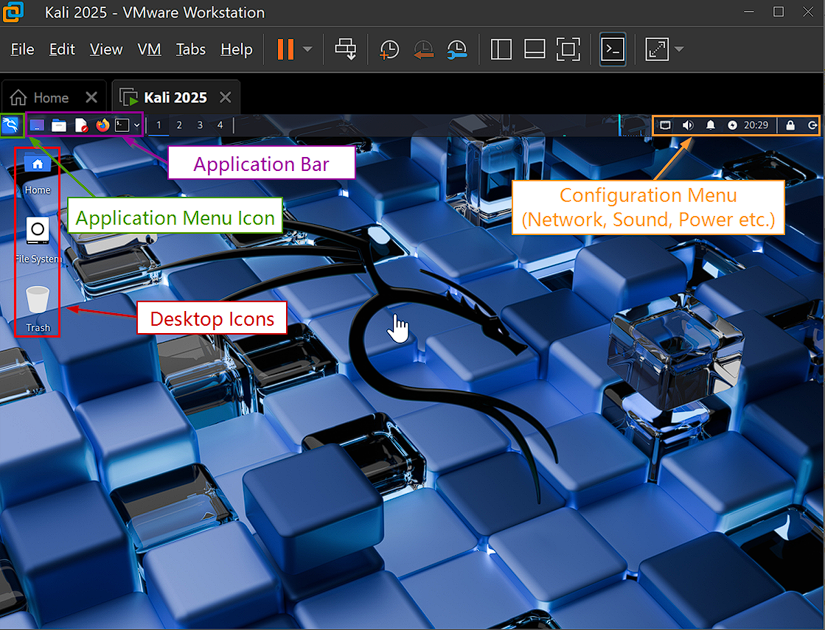 Kali 2025 - VMware Workstation
File Edit View VM Tabs Help
Home Kali 2025
1 2 3 4 20:29
Application Bar
Home
Configuration Menu
(Network, Sound, Power etc.)
Application Menu Icon
File System
Desktop Icons
Trash